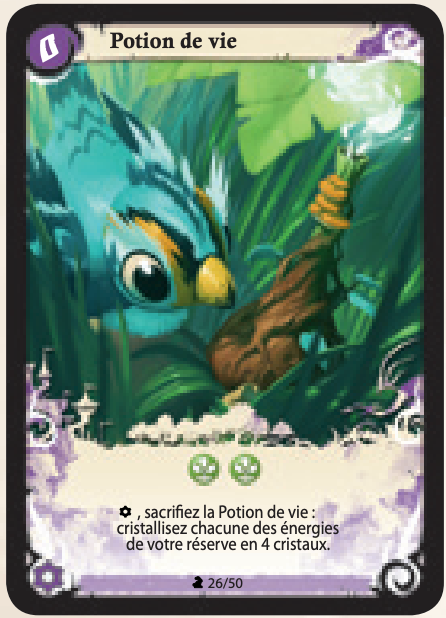 Potion de vie
, sacrifiez la Potion de vie :
cristallisez chacune des énergies
de votre réserve en 4 cristaux.
26/50